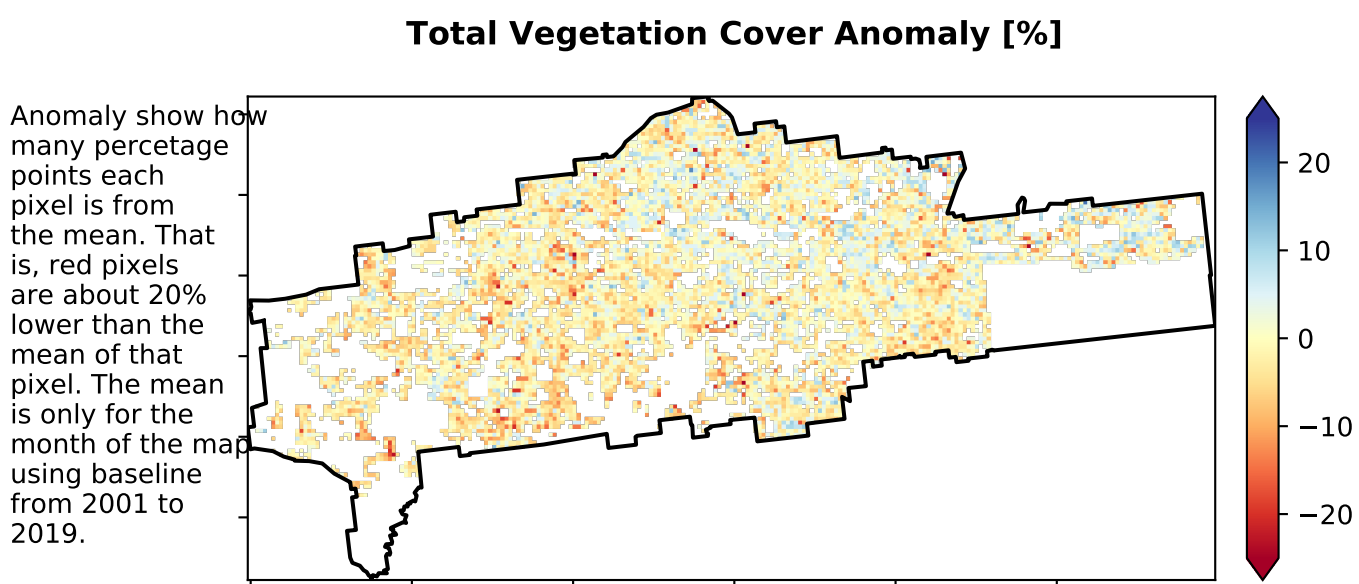 Total Vegetation Cover Anomaly [%]
Anomaly show how
many percetage
points each
pixel is from
the mean. That
is, red pixels
are about 20%
lower than the
mean of that
pixel. The mean
is only for the
month of the map
using baseline
from 2001 to
2019.
20
10
0
−10
−20